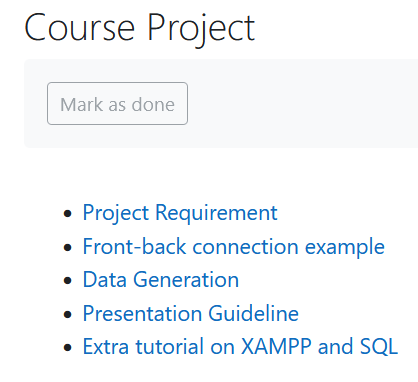 Course Project
Mark as done
Project Requirement
Front-back connection example
Data Generation
Presentation Guideline
Extra tutorial on XAMPP and SQL